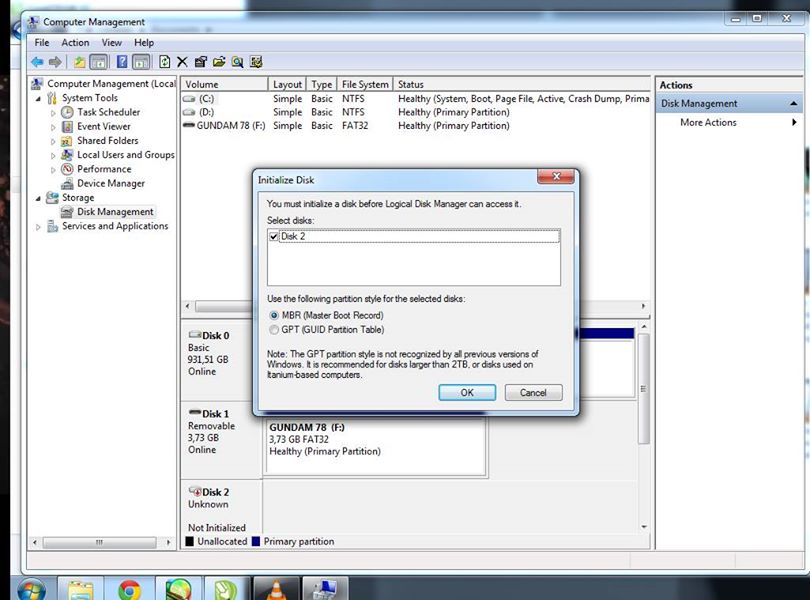 Computer Management
File Action View Help
Computer Management (Local
System Tools
Task Scheduler
Event Viewer
Shared Folders
Local Users and Groups
Performance
Device Manager
Storage
Disk Management
Services and Applications
Volume Layout Type File System Status
(C:) Simple Basic NTFS Healthy (System, Boot, Page File, Active, Crash Dump, Prima
(D:) Simple Basic NTFS Healthy (Primary Partition)
GUNDAM 78 (F:) Simple Basic FAT32 Healthy (Primary Partition)
Actions
Disk Management
More Actions
Initialize Disk
You must initialize a disk before Logical Disk Manager can access it.
Select disks:
Disk 2
Use the following partition style for the selected disks:
MBR (Master Boot Record)
GPT (GUID Partition Table)
Note: The GPT partition style is not recognized by all previous versions of
Windows. It is recommended for disks larger than 2TB, or disks used on
Itanium-based computers.
OK Cancel
Disk 0
Basic
931,51 GB
Online
Disk 1
Removable
3,73 GB
Online
GUNDAM 78 (F:)
3,73 GB FAT32
Healthy (Primary Partition)
Disk 2
Unknown
Not Initialized
Unallocated Primary partition